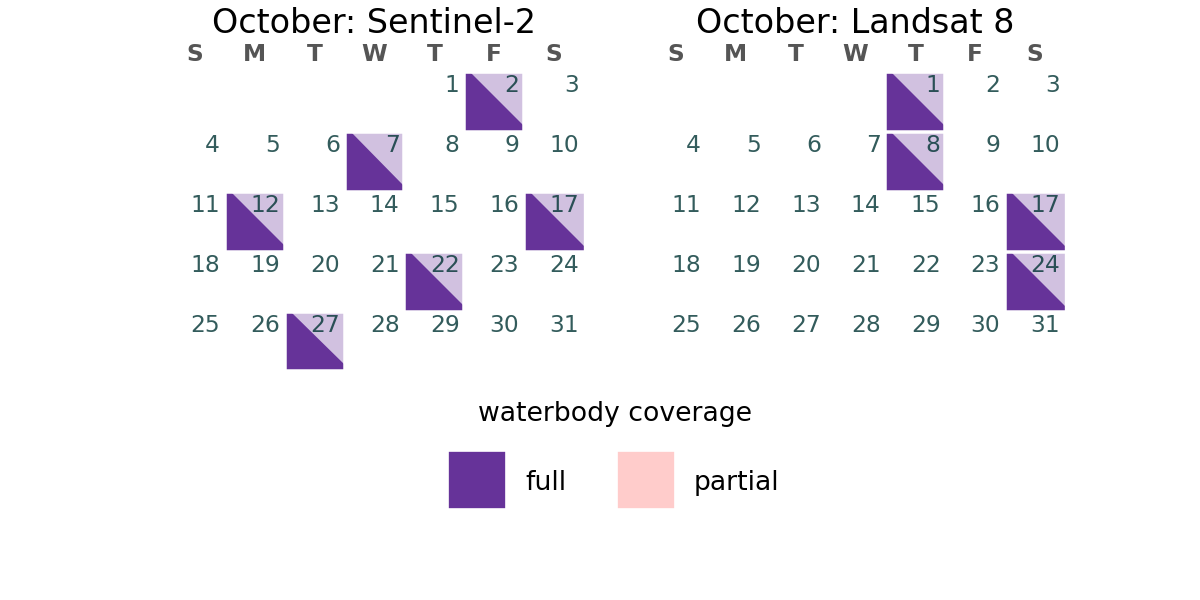 October: Sentinel-2
S M T W T F S
1 2 3
4 5 6 7 8 9 10
11 12 13 14 15 16 17
18 19 20 21 22 23 24
25 26 27 28 29 30 31
October: Landsat 8
S M T W T F S
1 2 3
4 5 6 7 8 9 10
11 12 13 14 15 16 17
18 19 20 21 22 23 24
25 26 27 28 29 30 31
waterbody coverage
full partial